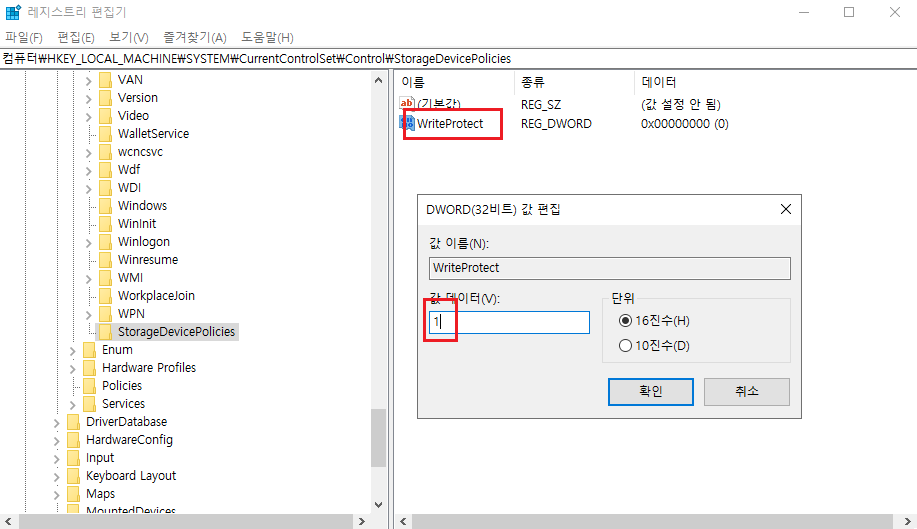 레지스트리 편집기
파일(F) 편집(E) 보기(V) 즐겨찾기(A) 도움말(H)
컴퓨터₩HKEY_LOCAL_MACHINE₩SYSTEM₩CurrentControlSet₩Control₩StorageDevicePolicies
VAN
Version
Video
WalletService
wcncsvc
Wdf
WDI
Windows
WinInit
Winlogon
Winresume
WMI
WorkplaceJoin
WPN
StorageDevicePolicies
Enum
Hardware Profiles
Policies
Services
DriverDatabase
HardwareConfig
Input
Keyboard Layout
Maps
MountedDevices
이름 종류 데이터
ab (기본값) REG_SZ (값 설정 안 됨)
WriteProtect REG_DWORD 0x00000000 (0)
DWORD(32비트) 값 편집
값 이름(N):
WriteProtect
값 데이터(V):
1
단위
16진수(H)
10진수(D)
확인 취소